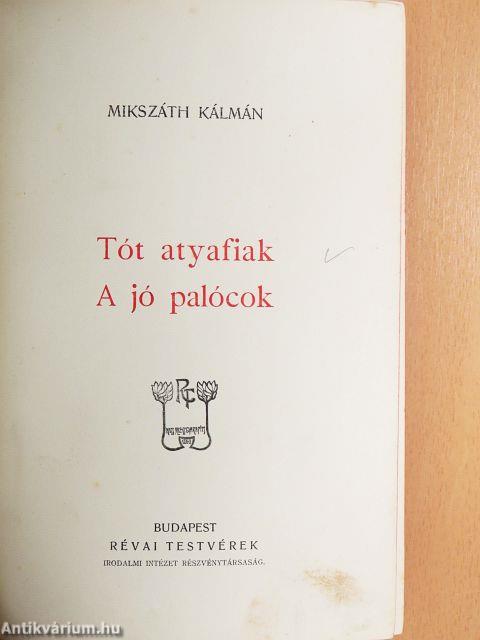 MIKSZÁTH KÁLMÁN
Tót atyafiak
A jó palócok
BUDAPEST
RÉVAI TESTVÉREK
IRODALMI INTÉZET RÉSZVÉNYTÁRSASÁG.
Antikvárium.hu